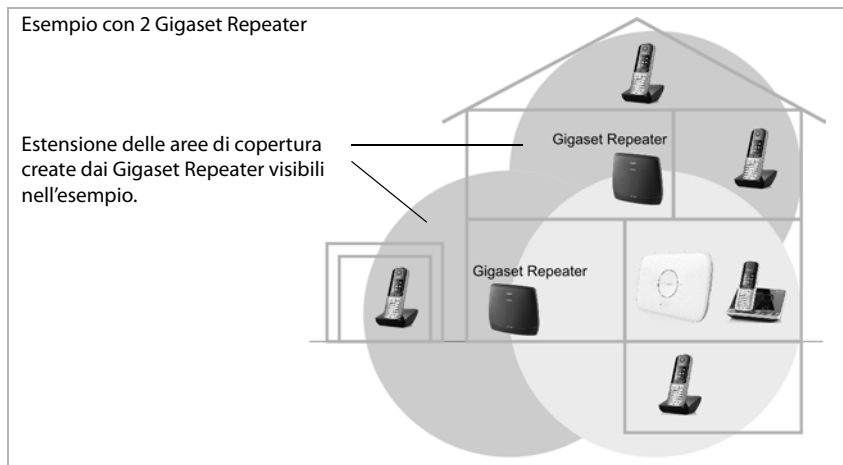 Esempio con 2 Gigaset Repeater
Estensione delle aree di copertura
create dai Gigaset Repeater visibili
nell'esempio.
Gigaset Repeater
Gigaset Repeater